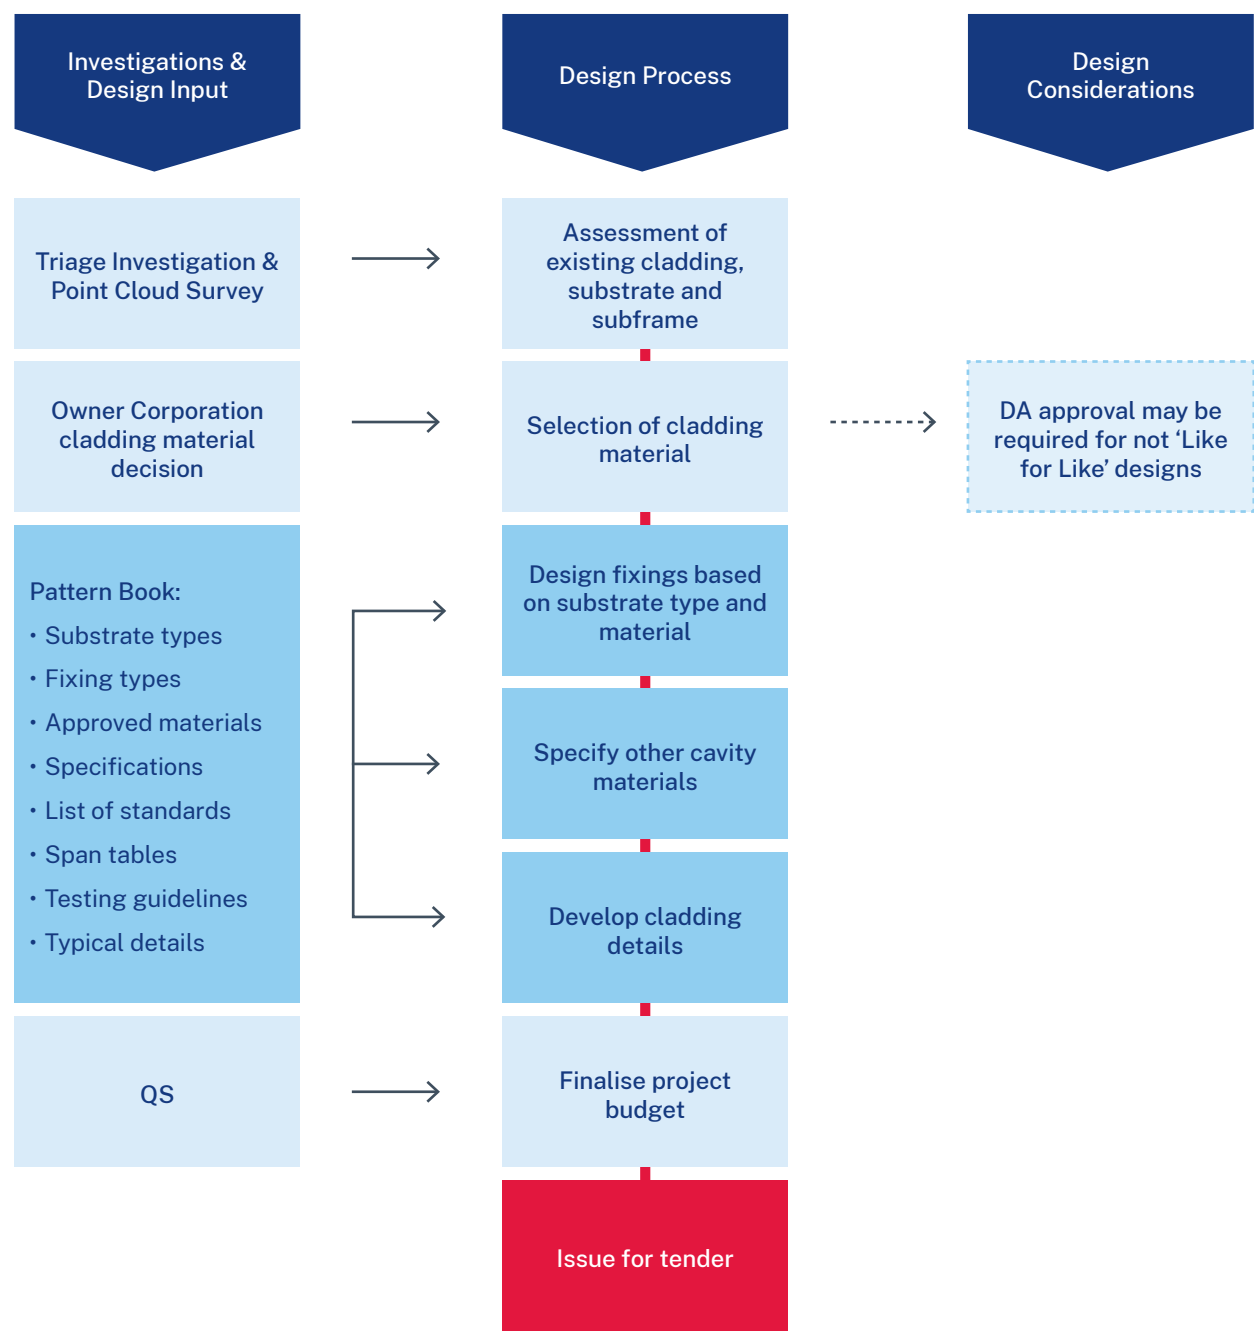 Investigations &
Design Input
Design Process
Design
Considerations
Triage Investigation &
Point Cloud Survey
Assessment of
existing cladding,
substrate and
subframe
Owner Corporation
cladding material
decision
Selection of cladding
material
DA approval may be
required for not ‘Like
for Like’ designs
Pattern Book:
• Substrate types
• Fixing types
• Approved materials
• Specifications
• List of standards
• Span tables
• Testing guidelines
• Typical details
Design fixings based
on substrate type and
material
Specify other cavity
materials
Develop cladding
details
QS
Finalise project
budget
Issue for tender